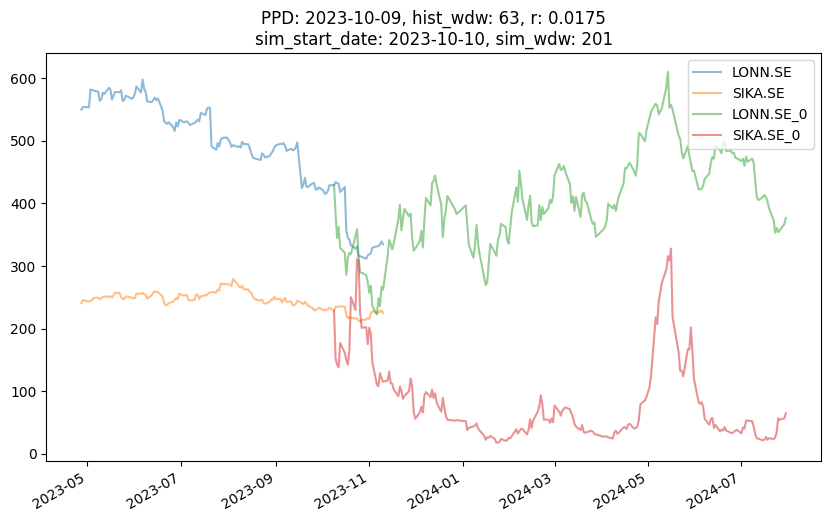 PPD: 2023-10-09, hist_wdw: 63, r: 0.0175
sim_start_date: 2023-10-10, sim_wdw: 201
LONN.SE
SIKA.SE
LONN.SE_0
SIKA.SE_0
600
500
400
300
200
100
0
2023-05
2023-07
2023-09
2023-11
2024-01
2024-03
2024-05
2024-07